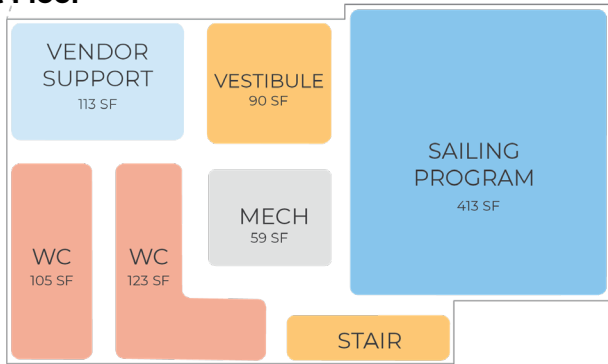 VENDOR
SUPPORT
113 SF
VESTIBULE
90 SF
SAILING
PROGRAM
413 SF
MECH
59 SF
WC
105 SF
WC
123 SF
STAIR